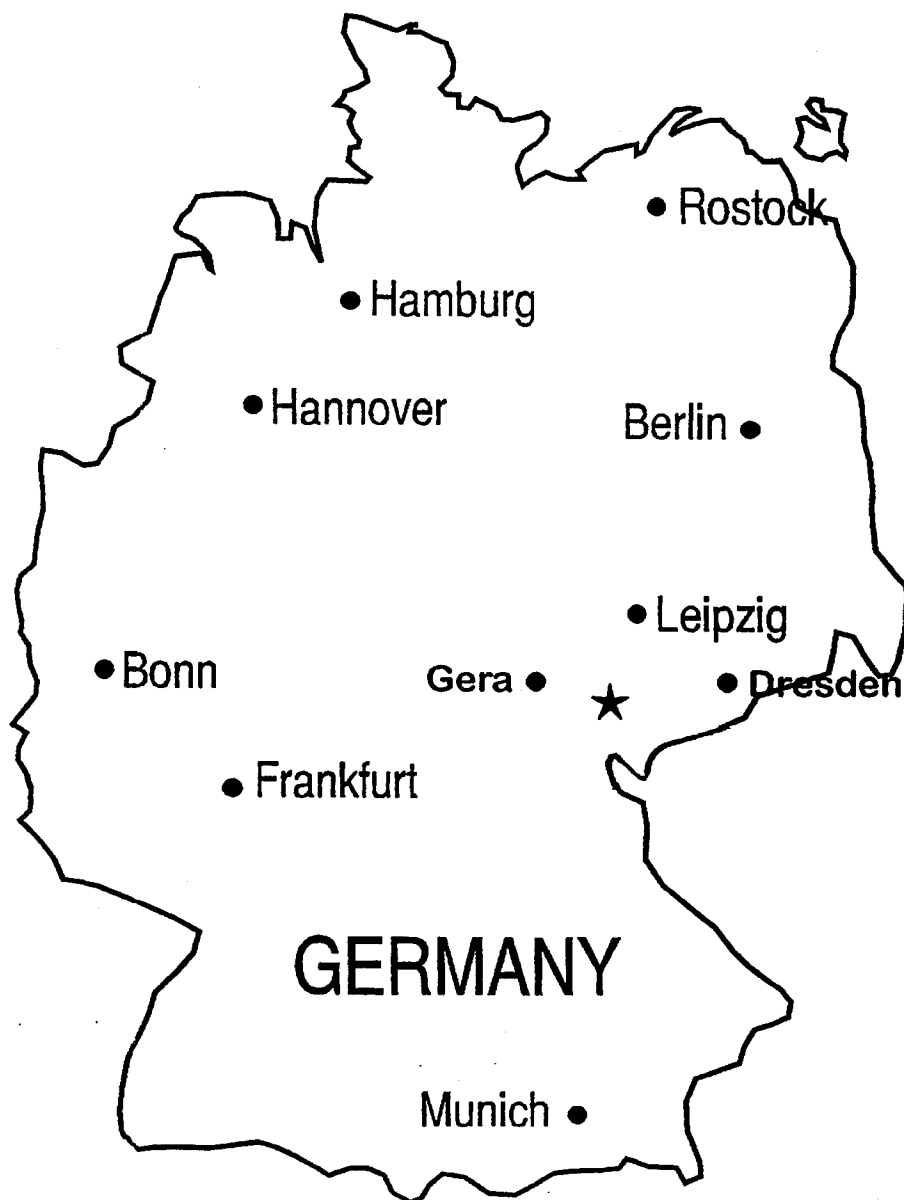 Rostock
Hamburg
Hannover
Berlin
Leipzig
Bonn
Gera
Dresden
Frankfurt
GERMANY
Munich